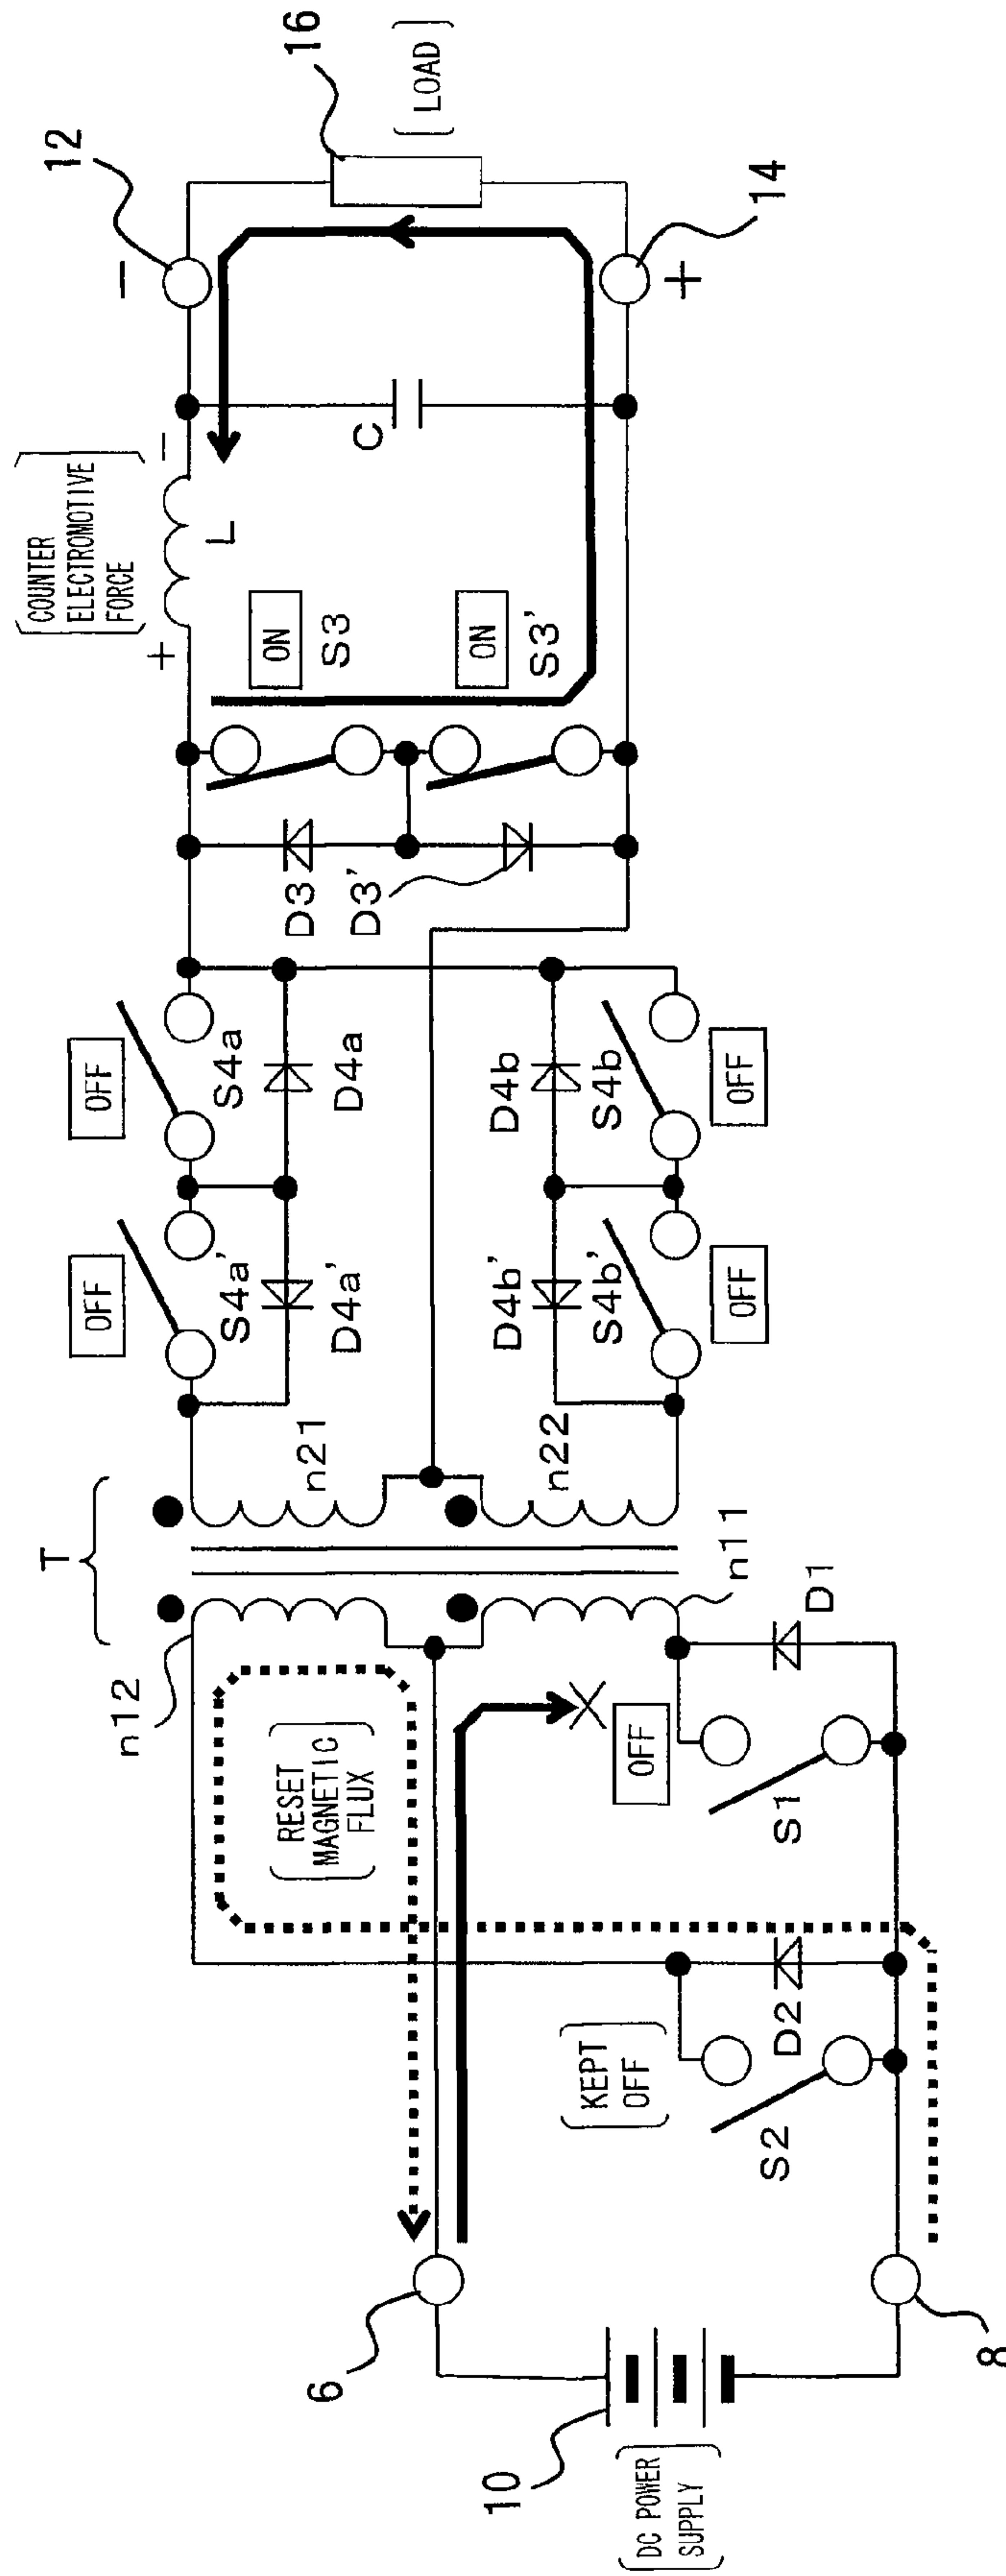 10
DC POWER
SUPPLY
6
8
S2
KEPT
OFF
D2
RESET
MAGNETIC
FLUX
n12
OFF
S1
D1
n11
T
n21
n22
OFF
S4a'
D4a'
OFF
S4a
D4a
D4b'
S4b'
OFF
D4b
S4b
OFF
D3
D3'
ON
S3
ON
S3'
+
COUNTER
ELECTROMOTIVE
FORCE
L
−
C
−
12
+
14
16
LOAD